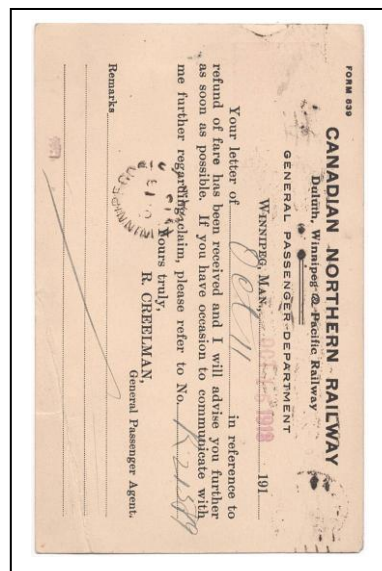 FORM 639
CANADIAN NORTHERN RAILWAY
Duluth, Winnipeg & Pacific Railway
GENERAL PASSENGER DEPARTMENT
WINNIPEG, MAN., 191
Your letter of Oct 11 in reference to
refund of fare has been received and I will advise you further
as soon as possible. If you have occasion to communicate with
me further regarding claim, please refer to No.
Yours truly,
R. CREELMAN,
General Passenger Agent.
Remarks